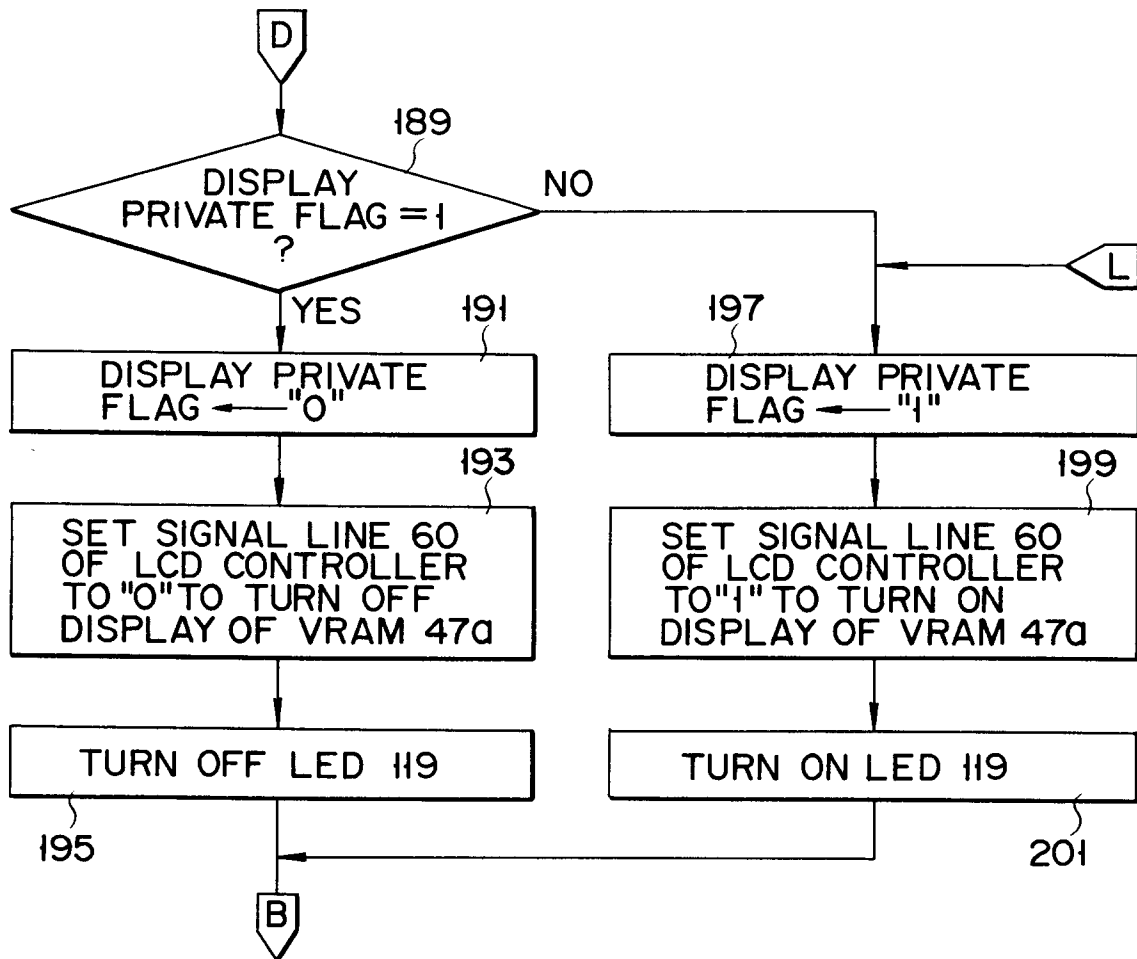 D
189
DISPLAY
PRIVATE FLAG = 1
?
NO
YES
L
191
DISPLAY PRIVATE
FLAG ← "0"
197
DISPLAY PRIVATE
FLAG ← "1"
193
SET SIGNAL LINE 60
OF LCD CONTROLLER
TO "0" TO TURN OFF
DISPLAY OF VRAM 47a
199
SET SIGNAL LINE 60
OF LCD CONTROLLER
TO "1" TO TURN ON
DISPLAY OF VRAM 47a
TURN OFF LED 119
195
TURN ON LED 119
201
B